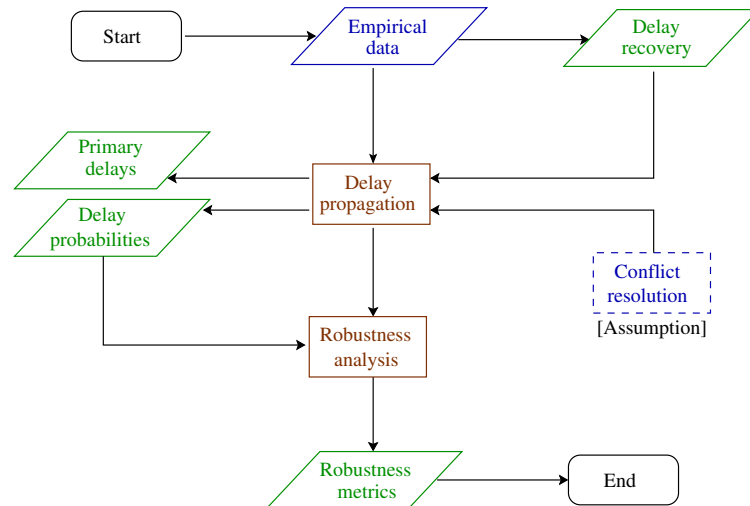 Start
Empirical
data
Delay
recovery
Primary
delays
Delay
propagation
Delay
probabilities
Conflict
resolution
[Assumption]
Robustness
analysis
Robustness
metrics
End